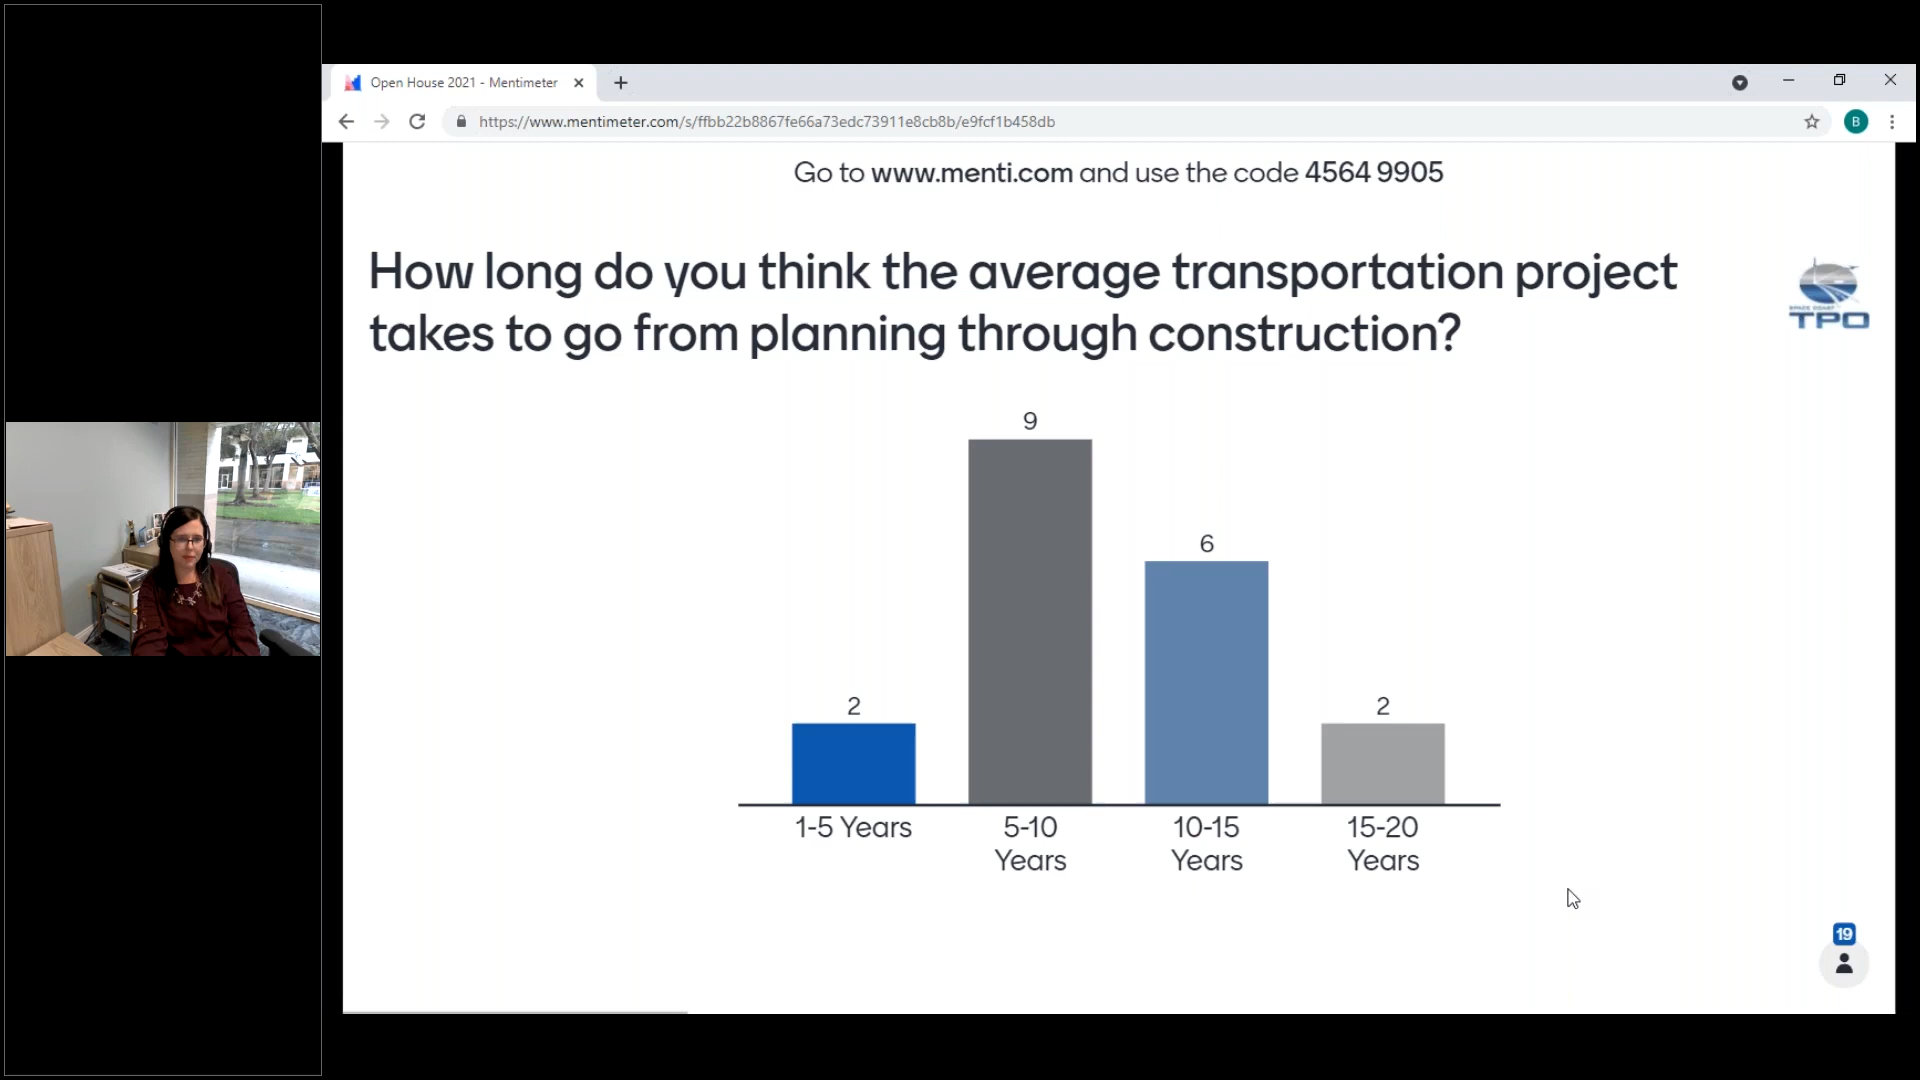 Open House 2021 - Mentimeter
https://www.mentimeter.com/s/ffbb22b8867fe66a73edc73911e8cb8b/e9fcf1b458db
B
Go to www.menti.com and use the code 4564 9905
How long do you think the average transportation project
takes to go from planning through construction?
SPACE COAST
TPO
2
9
6
2
1-5 Years
5-10
Years
10-15
Years
15-20
Years
19